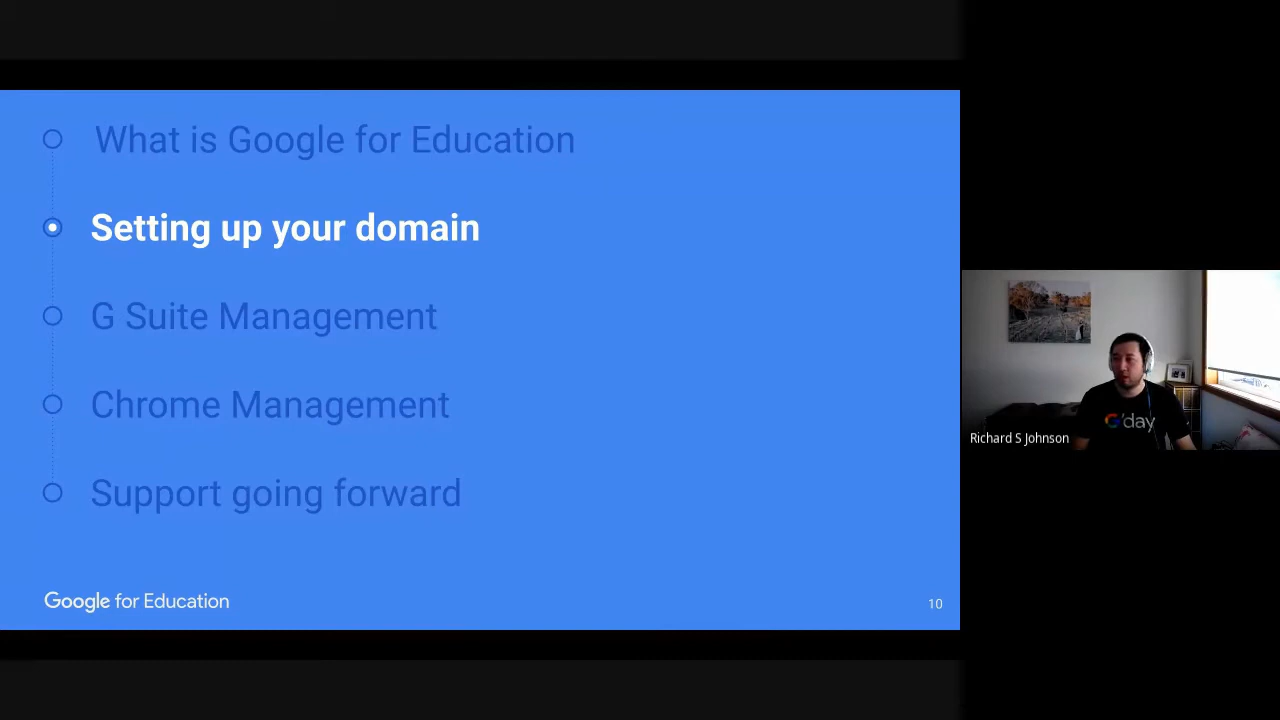 What is Google for Education
Setting up your domain
G Suite Management
Chrome Management
Support going forward
Google for Education
10
G'day
Richard S Johnson